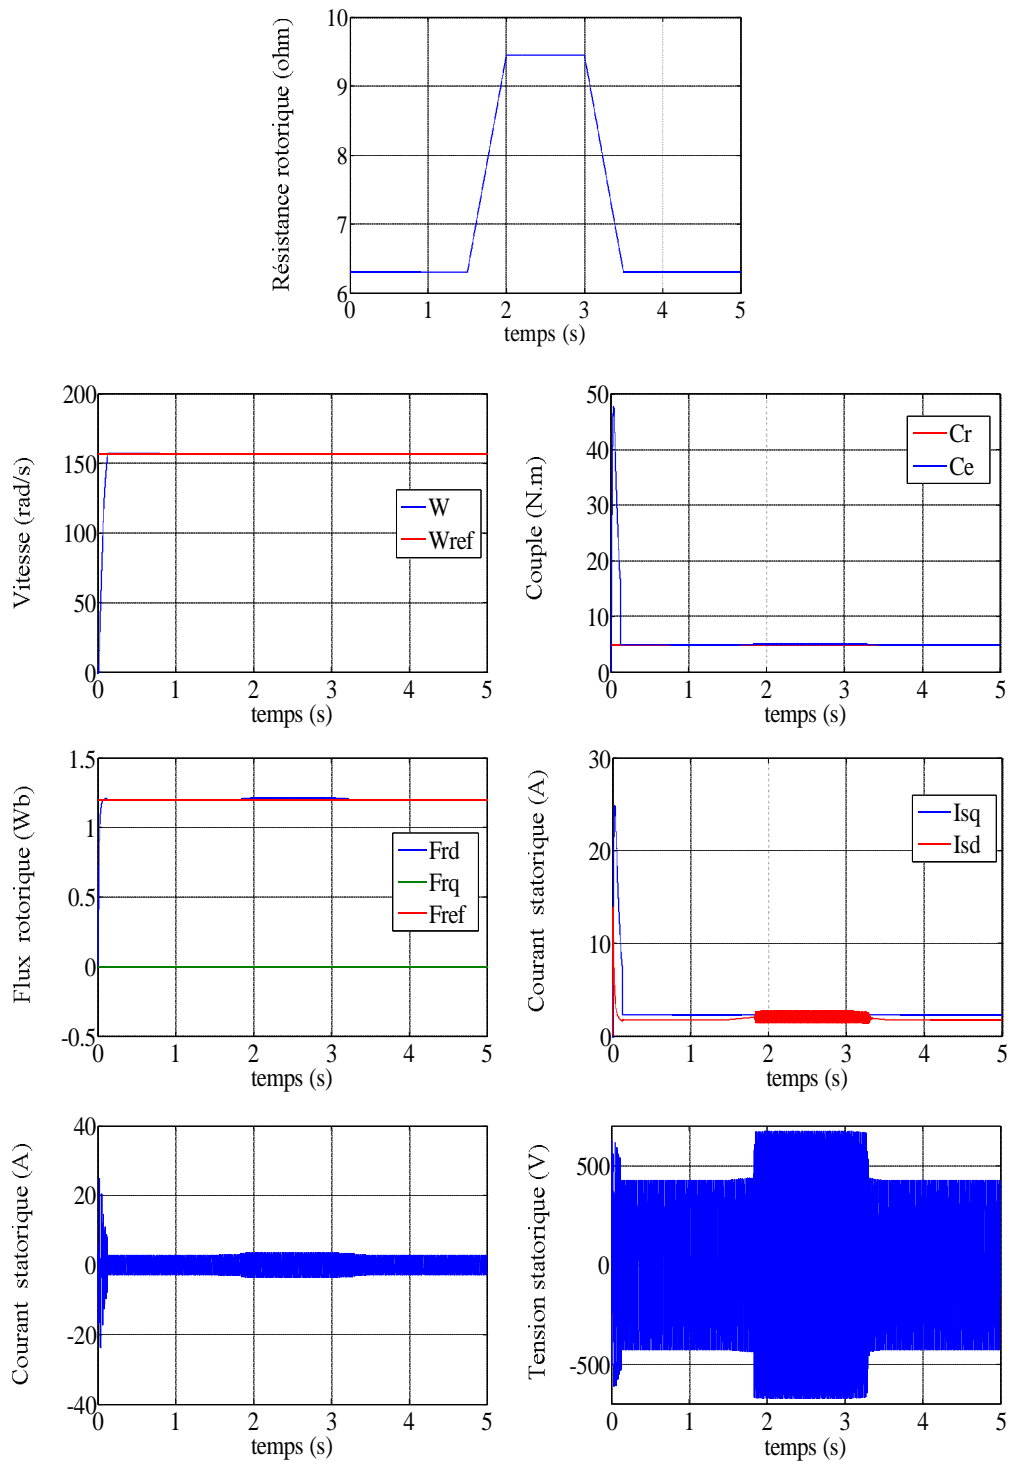 Résistance rotorique (ohm)
10
9
8
7
6
0 1 2 3 4 5
temps (s)
Vitesse (rad/s)
200
150
100
50
0
W
Wref
0 1 2 3 4 5
temps (s)
Couple (N.m)
50
40
30
20
10
0
Cr
Ce
0 1 2 3 4 5
temps (s)
Flux rotorique (Wb)
1.5
1
0.5
0
-0.5
Frd
Frq
Fref
0 1 2 3 4 5
temps (s)
Courant statorique (A)
30
20
10
0
Isq
Isd
0 1 2 3 4 5
temps (s)
Courant statorique (A)
40
20
0
-20
-40
0 1 2 3 4 5
temps (s)
Tension statorique (V)
500
0
-500
0 1 2 3 4 5
temps (s)